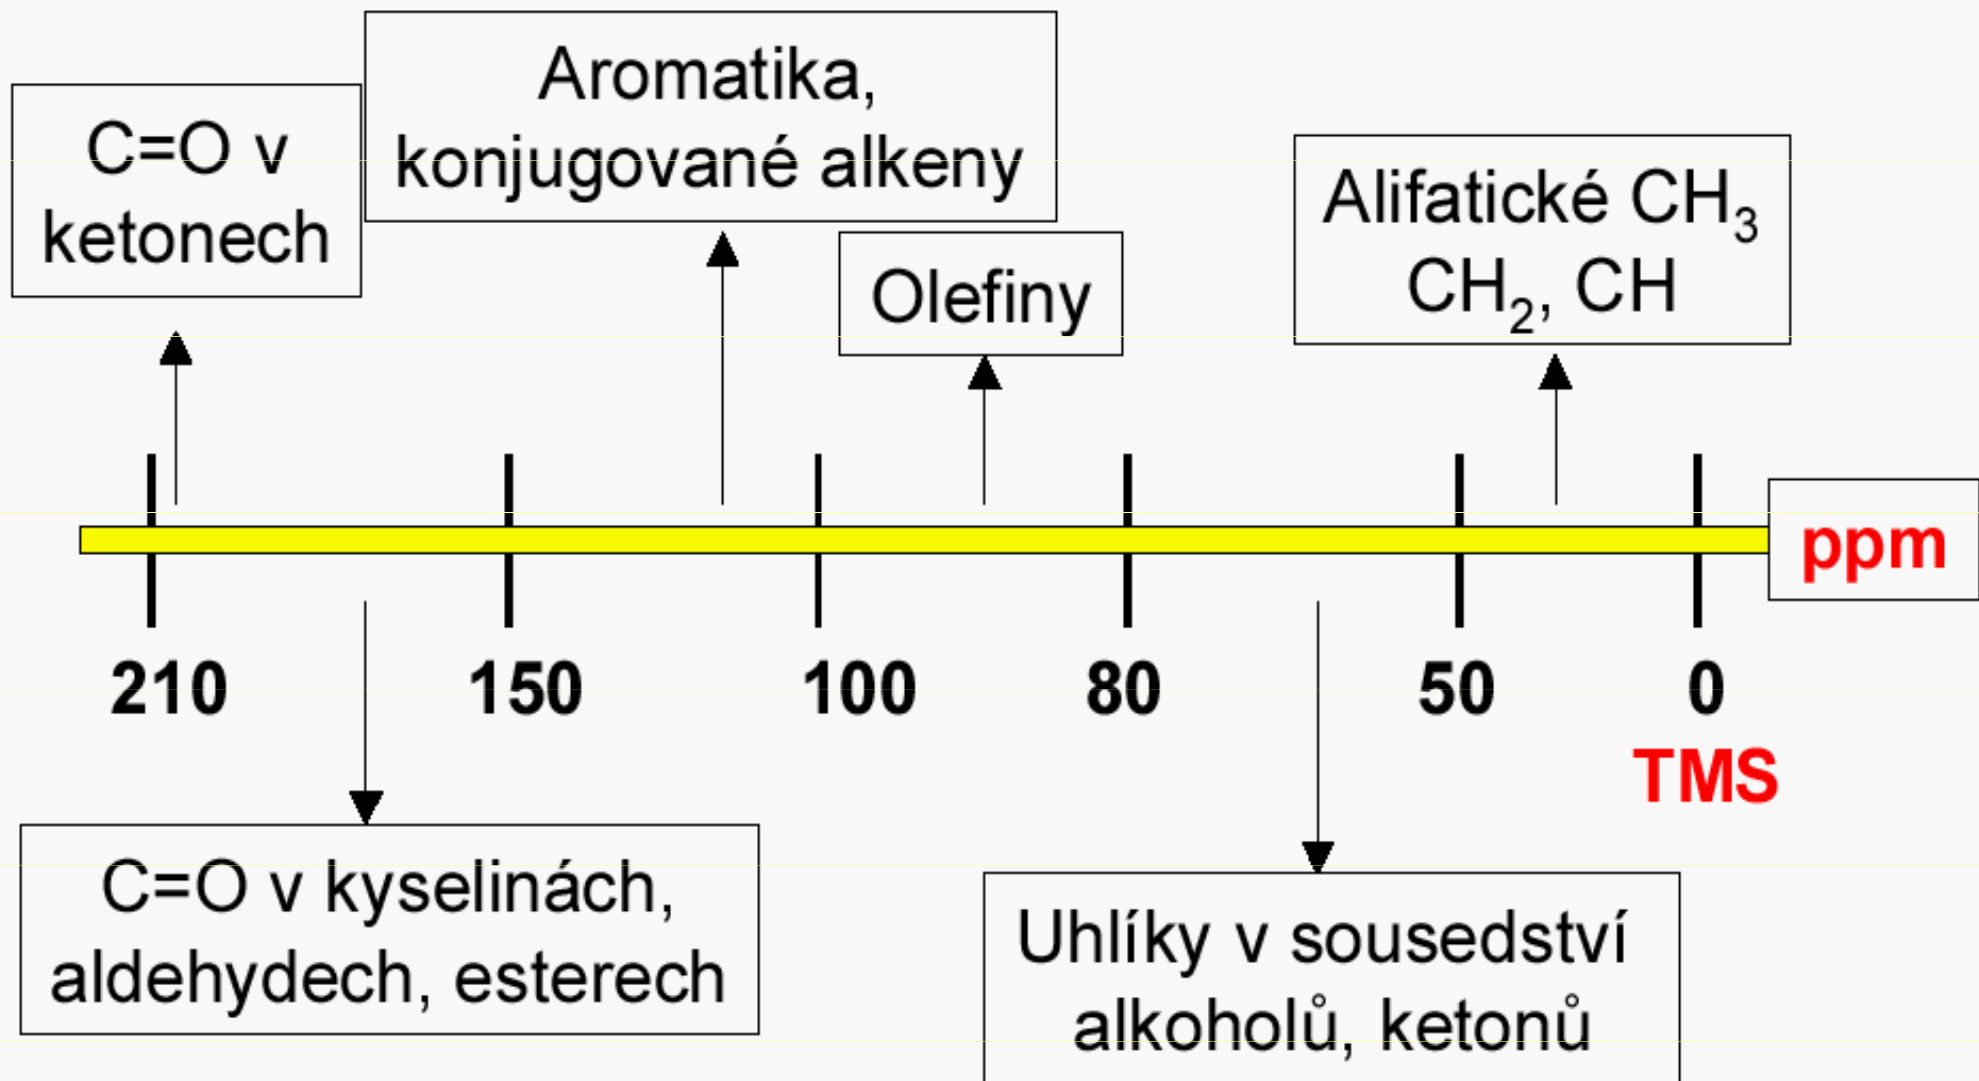 C=O v
ketonech
Aromatika,
konjugované alkeny
Olefiny
Alifatické CH₃
CH₂, CH
ppm
210 150 100 80 50 0
TMS
C=O v kyselinách,
aldehydech, esterech
Uhlíky v sousedství
alkoholů, ketonů